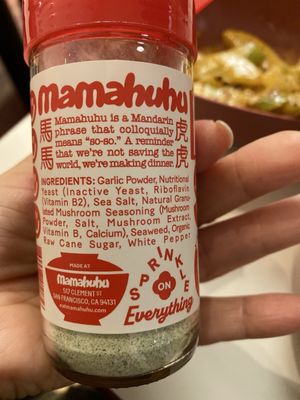 Mamahuhu
Mamahuhu is a Mandarin
phrase that colloquially
means "so-so." A reminder
that we're not saving the
world, we're making dinner.
馬
馬
虎
虎
INGREDIENTS: Garlic Powder, Nutritional
Yeast (Inactive Yeast, Riboflavin
(Vitamin B2), Sea Salt, Natural Granu-
lated Mushroom Seasoning (Mushroom
Powder, Salt, Mushroom Extract,
Vitamin B, Calcium), Seaweed, Organic
Raw Cane Sugar, White Pepper
MADE AT
Mamahuhu
517 CLEMENT ST
SAN FRANCISCO, CA 94131
eatmamahuhu.com
SPRINKLE
ON
Everything